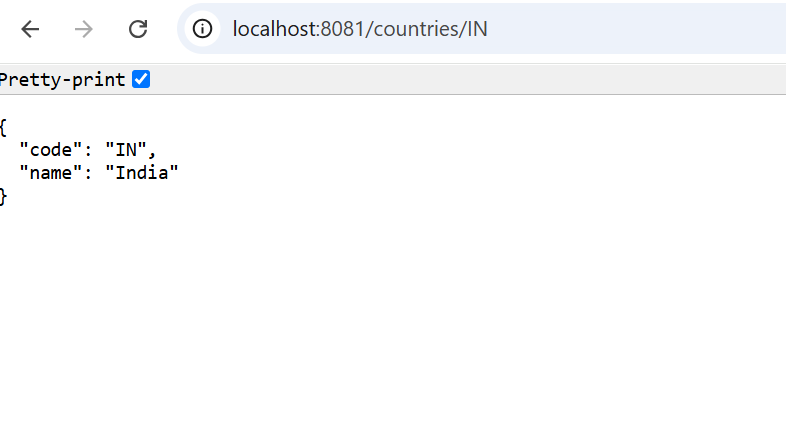 localhost:8081/countries/IN
Pretty-print
{
  "code": "IN",
  "name": "India"
}